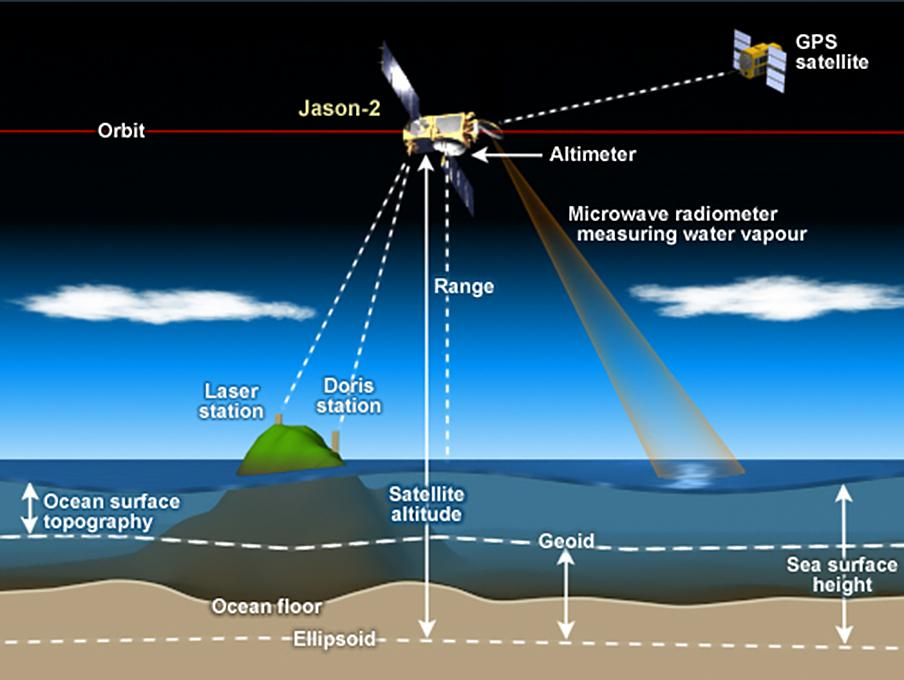 GPS
satellite
Jason-2
Orbit
Altimeter
Microwave radiometer
measuring water vapour
Range
Laser
station
Doris
station
Ocean surface
topography
Satellite
altitude
Geoid
Sea surface
height
Ocean floor
Ellipsoid